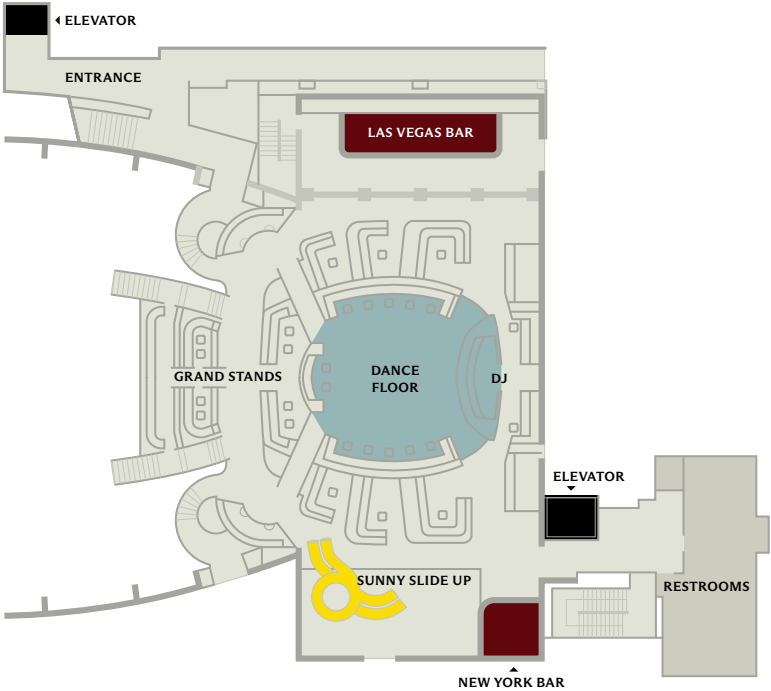 ELEVATOR
ENTRANCE
LAS VEGAS BAR
GRAND STANDS
DANCE
FLOOR
DJ
ELEVATOR
SUNNY SLIDE UP
RESTROOMS
NEW YORK BAR